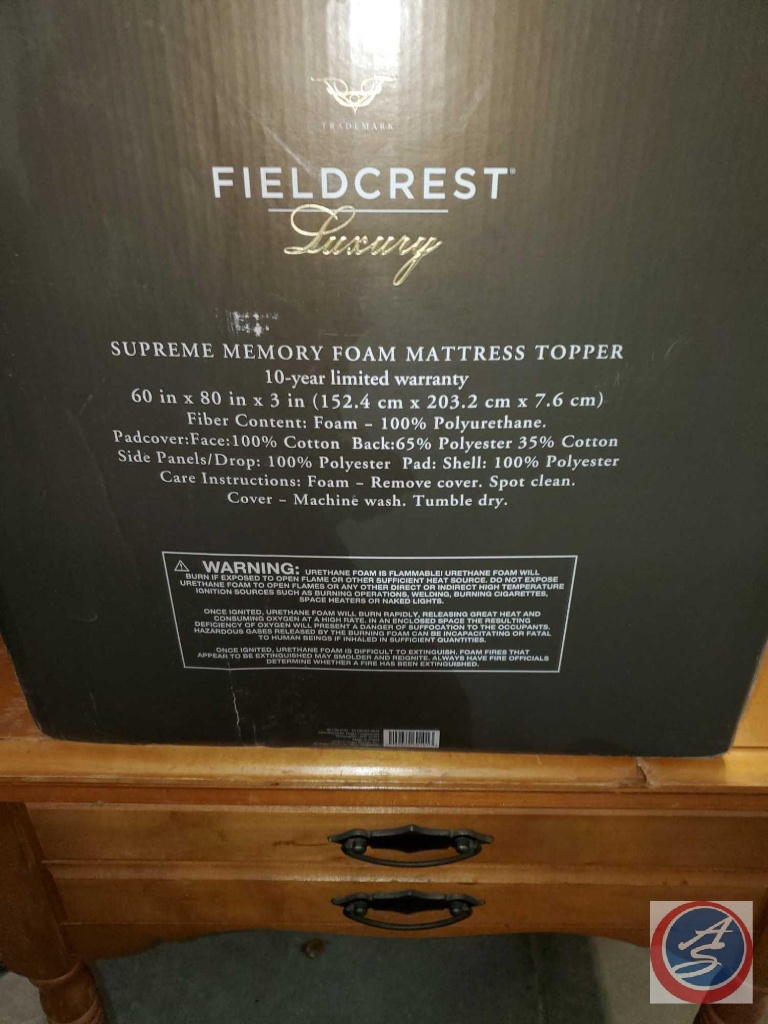 TRADEMARK
FIELDCREST
Luxury
SUPREME MEMORY FOAM MATTRESS TOPPER
10-year limited warranty
60 in x 80 in x 3 in (152.4 cm x 203.2 cm x 7.6 cm)
Fiber Content: Foam – 100% Polyurethane.
Padcover:Face:100% Cotton Back:65% Polyester 35% Cotton
Side Panels/Drop: 100% Polyester Pad: Shell: 100% Polyester
Care Instructions: Foam – Remove cover. Spot clean.
Cover – Machine wash. Tumble dry.
WARNING: URETHANE FOAM IS FLAMMABLE! URETHANE FOAM WILL
BURN IF EXPOSED TO OPEN FLAME OR OTHER SUFFICIENT HEAT SOURCE. DO NOT EXPOSE
URETHANE FOAM TO OPEN FLAMES OR ANY OTHER DIRECT OR INDIRECT HIGH TEMPERATURE
IGNITION SOURCES SUCH AS BURNING OPERATIONS, WELDING, BURNING CIGARETTES,
SPACE HEATERS OR NAKED LIGHTS.
ONCE IGNITED, URETHANE FOAM WILL BURN RAPIDLY, RELEASING GREAT HEAT AND
CONSUMING OXYGEN AT A HIGH RATE. IN AN ENCLOSED SPACE THE RESULTING
DEFICIENCY OF OXYGEN WILL PRESENT A DANGER OF SUFFOCATION TO THE OCCUPANTS.
HAZARDOUS GASES RELEASED BY THE BURNING FOAM CAN BE INCAPACITATING OR FATAL
TO HUMAN BEINGS IF INHALED IN SUFFICIENT QUANTITIES.
ONCE IGNITED, URETHANE FOAM IS DIFFICULT TO EXTINGUISH. FOAM FIRES THAT
APPEAR TO BE EXTINGUISHED MAY SMOLDER AND REIGNITE. ALWAYS HAVE FIRE OFFICIALS
DETERMINE WHETHER A FIRE HAS BEEN EXTINGUISHED.
AS